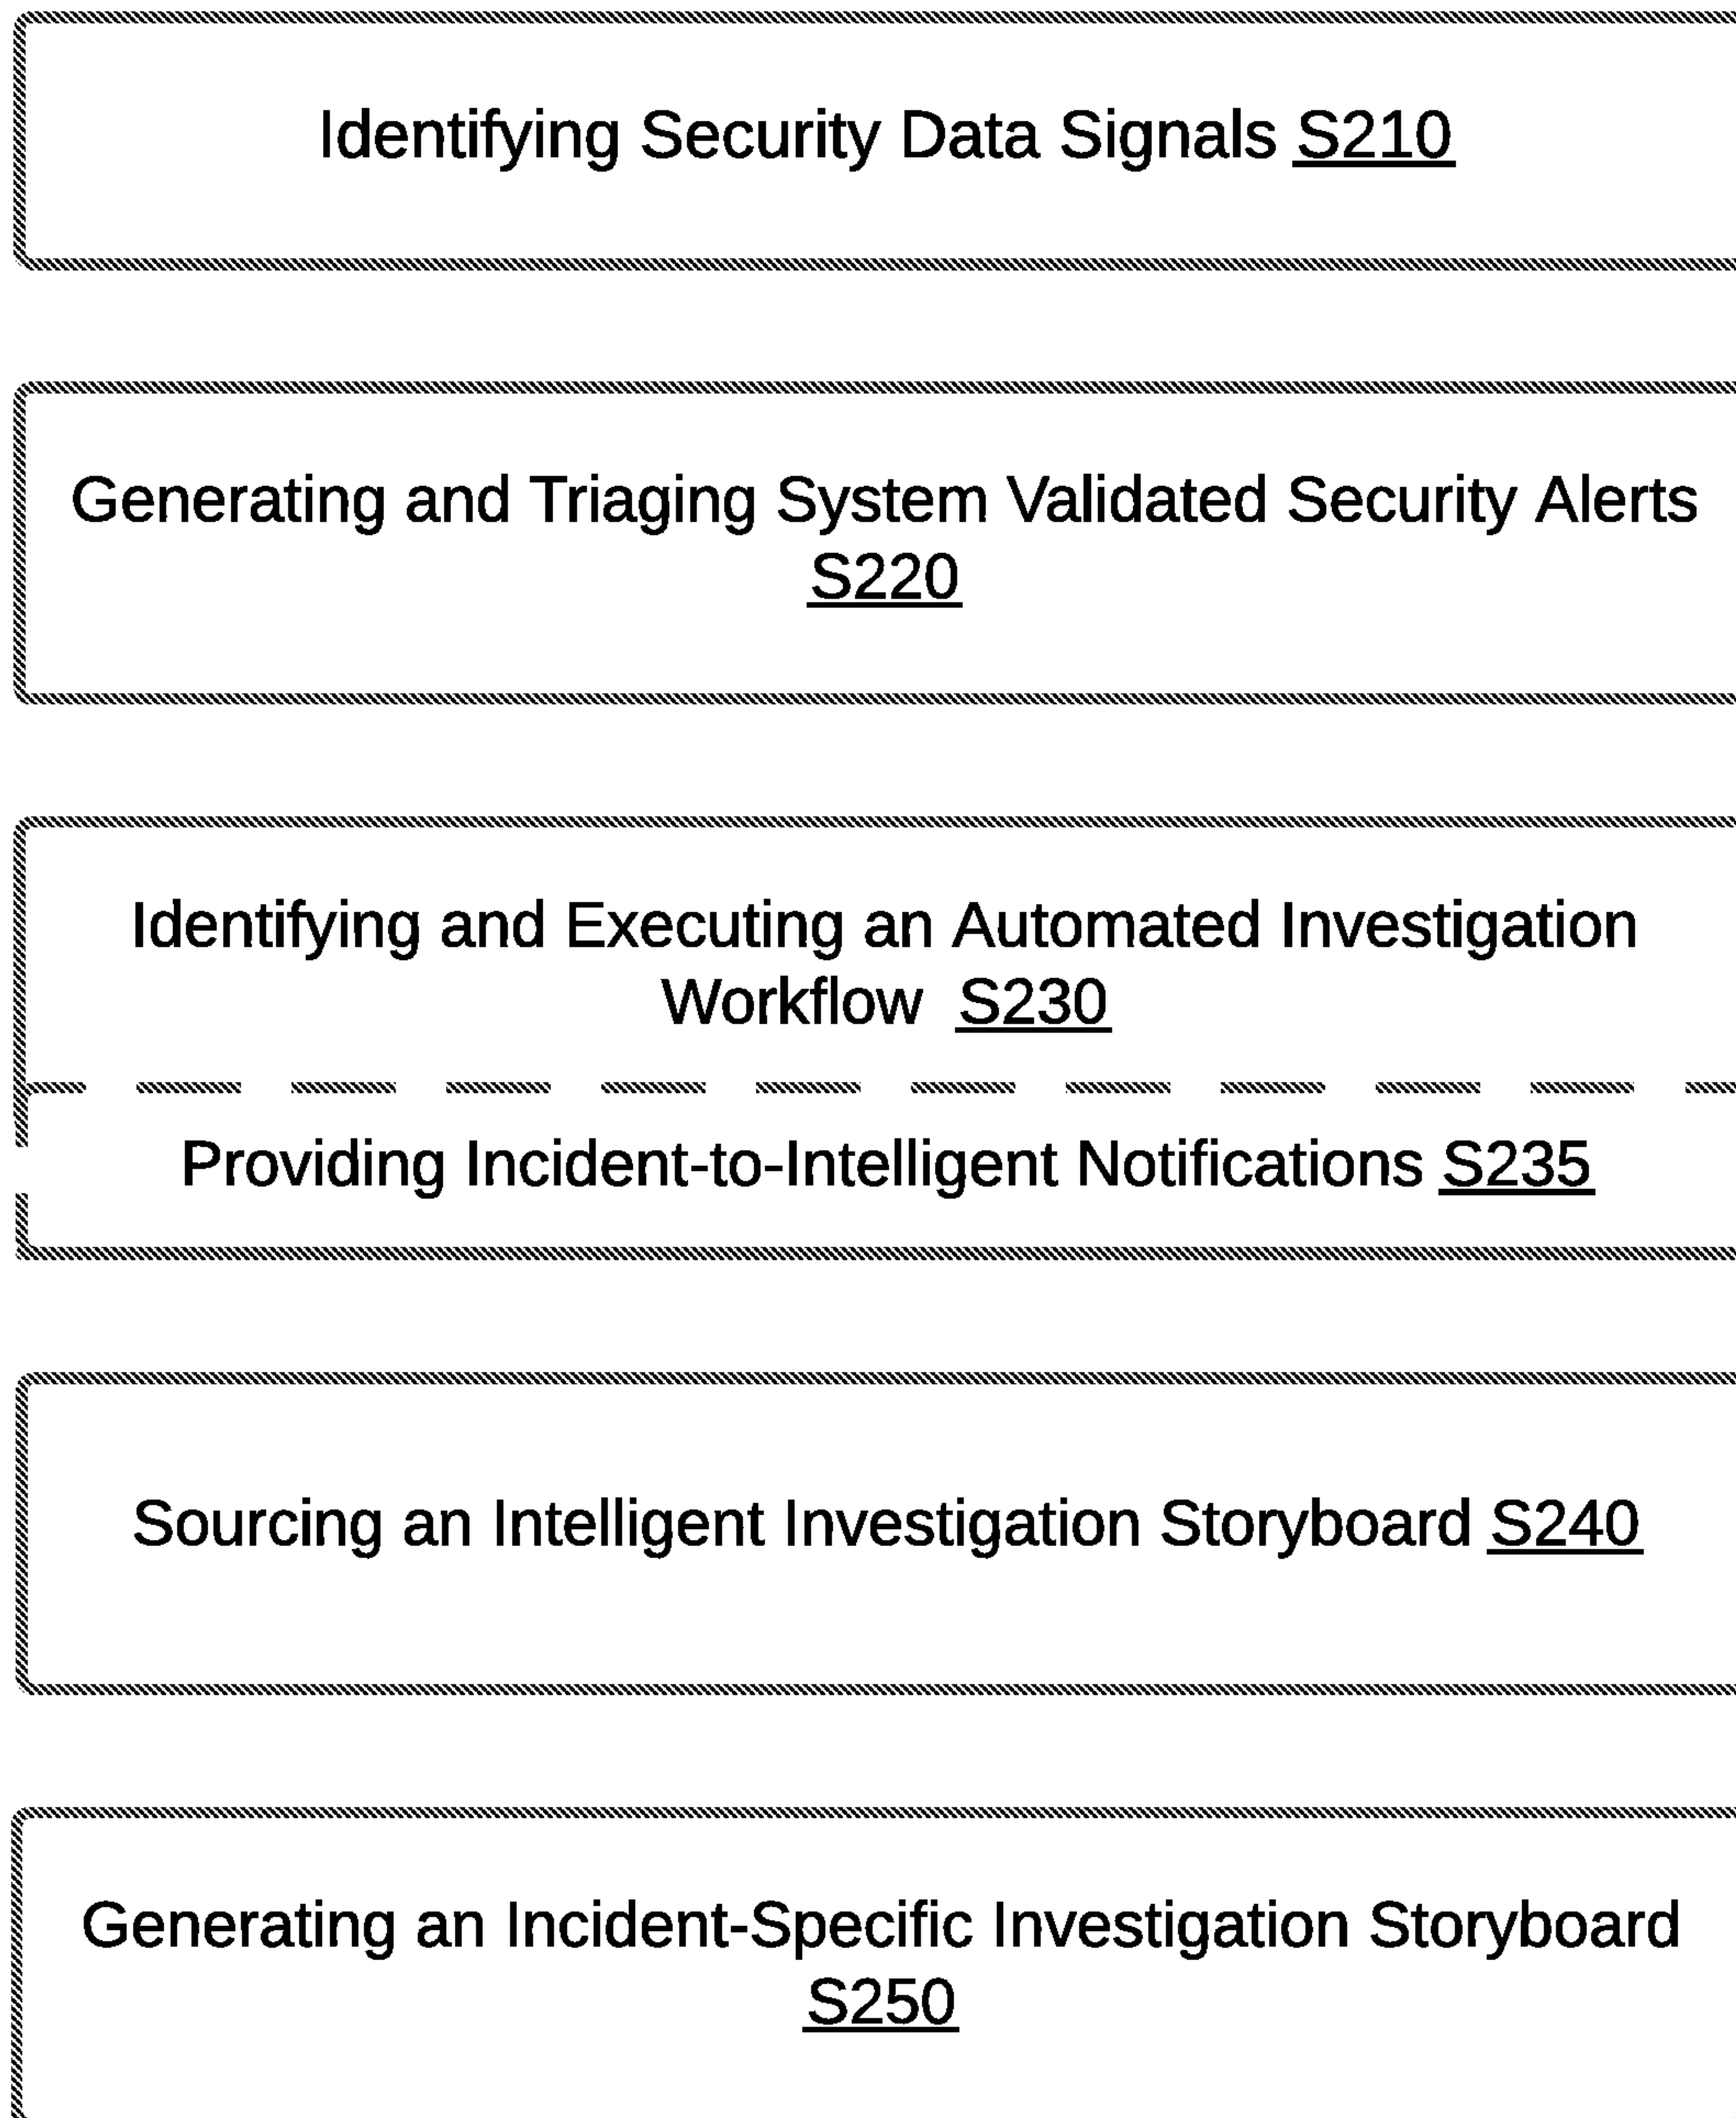 Identifying Security Data Signals S210
Generating and Triaging System Validated Security Alerts
S220
Identifying and Executing an Automated Investigation
Workflow S230
Providing Incident-to-Intelligent Notifications S235
Sourcing an Intelligent Investigation Storyboard S240
Generating an Incident-Specific Investigation Storyboard
S250